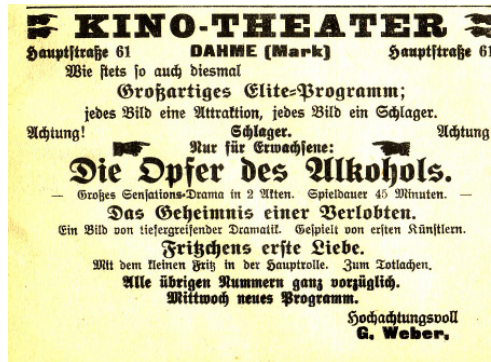 KINO-THEATER
Hauptstraße 61 DAHME (Mark) Hauptstraße 61
Wie stets so auch diesmal
Großartiges Elite-Programm;
jedes Bild eine Attraktion, jedes Bild ein Schlager.
Achtung! Schlager. Achtung
Nur für Erwachsene:
Die Opfer des Alkohols.
— Großes Sensations-Drama in 2 Akten. Spieldauer 45 Minuten. —
Das Geheimnis einer Verlobten.
Ein Bild von tiefergreifender Dramatik. Gespielt von ersten Künstlern.
Fritzchens erste Liebe.
Mit dem kleinen Fritz in der Hauptrolle. Zum Totlachen.
Alle übrigen Nummern ganz vorzüglich.
Mittwoch neues Programm.
Hochachtungsvoll
G. Weber.